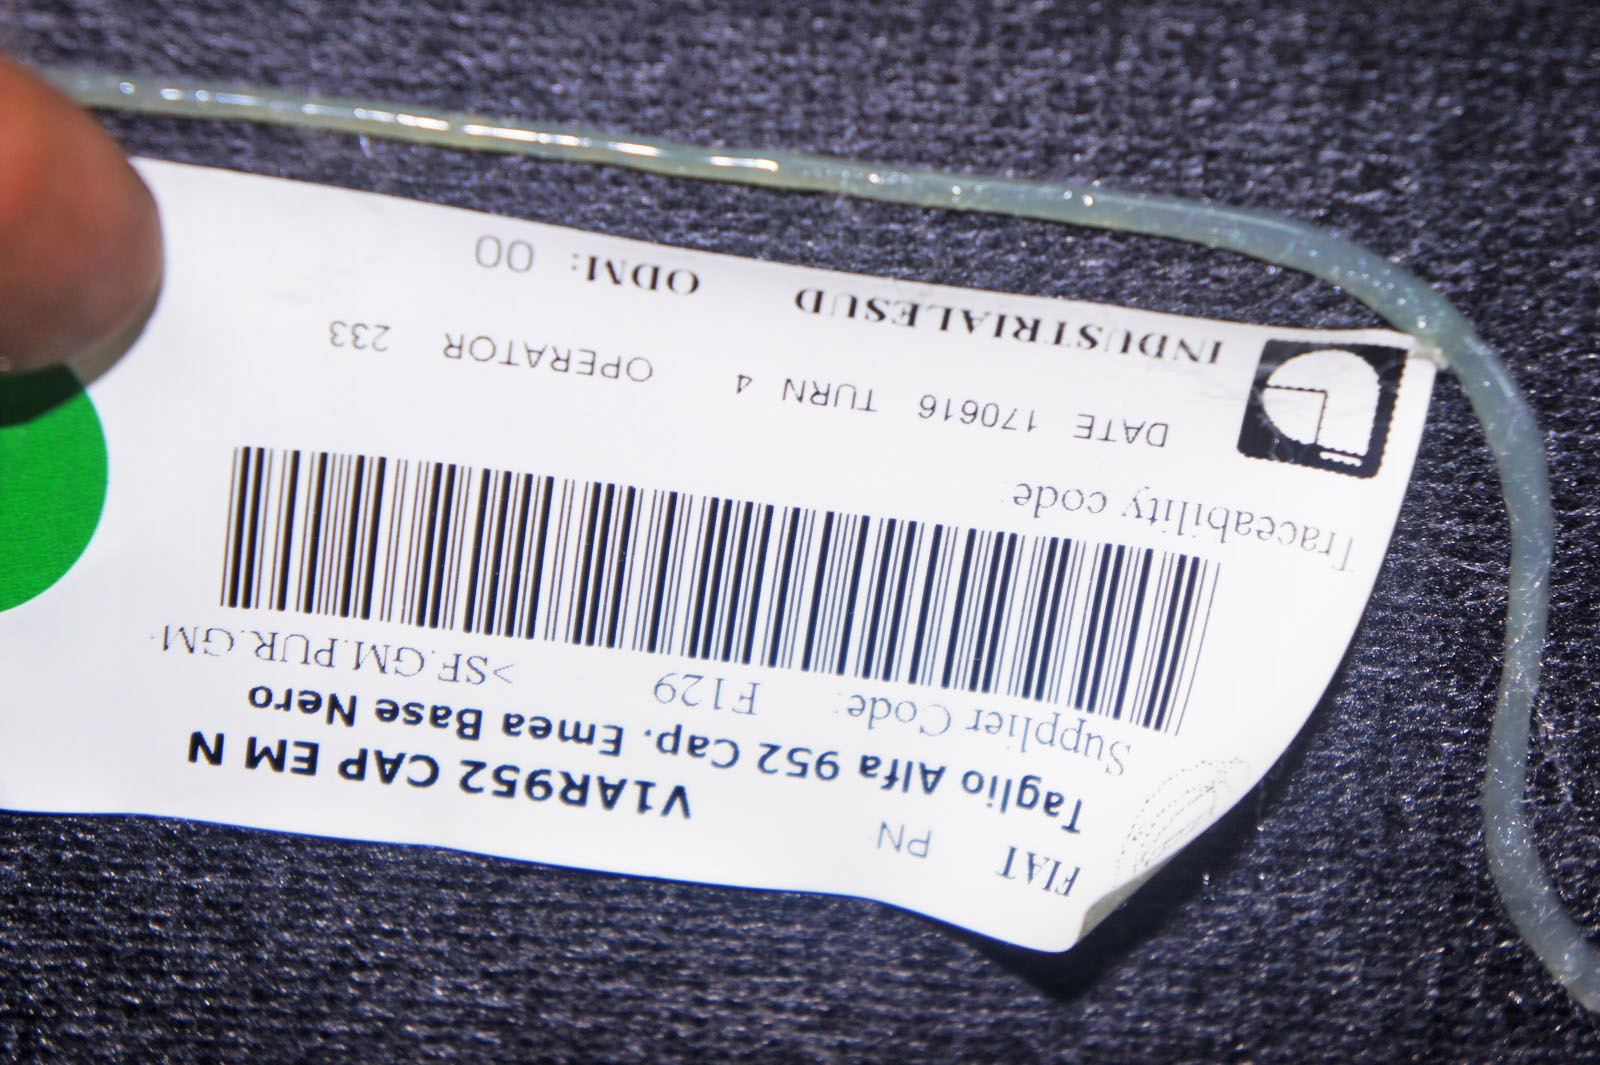 FIAT PN V1AR952 CAP EM N
Taglio Alfa 952 Cap. Emea Base Nero
Supplier Code: F129 >SF.GM.PUR.GM
Traceability code:
DATE 170616 TURN 4 OPERATOR 233
INDUSTRIALESUD ODM: 00